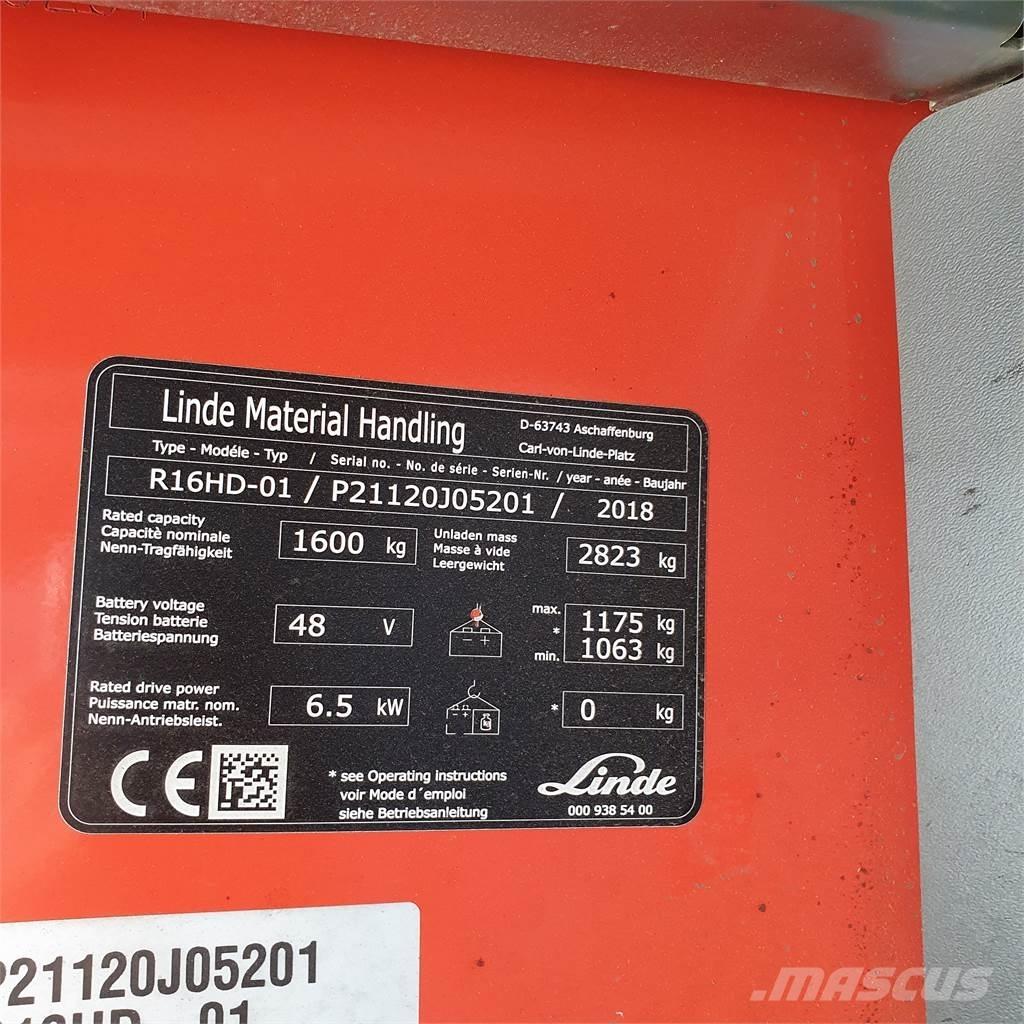 Linde Material Handling
D-63743 Aschaffenburg
Carl-von-Linde-Platz
Type - Modéle - Typ / Serial no. - No. de série - Serien-Nr. / year - anée - Baujahr
R16HD-01 / P21120J05201 / 2018
Rated capacity
Capacitè nominale
Nenn-Tragfähigkeit
1600 kg
Unladen mass
Masse à vide
Leergewicht
2823 kg
Battery voltage
Tension batterie
Batteriespannung
48 V
- +
max. 1175 kg
*
min. 1063 kg
Rated drive power
Puissance matr. nom.
Nenn-Antriebsleist.
6.5 kW
- +
kg
* 0 kg
CE
* see Operating instructions
voir Mode d´emploi
siehe Betriebsanleitung
Linde
000 938 54 00
P21120J05201
16HD-01
MASCUS